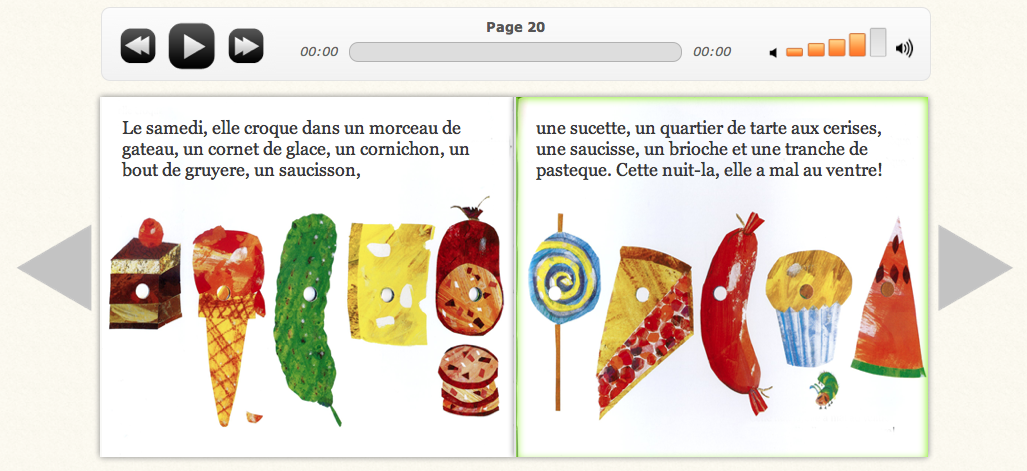 Page 20
00:00
00:00
Le samedi, elle croque dans un morceau de
gateau, un cornet de glace, un cornichon, un
bout de gruyere, un saucisson,
une sucette, un quartier de tarte aux cerises,
une saucisse, un brioche et une tranche de
pasteque. Cette nuit-la, elle a mal au ventre!